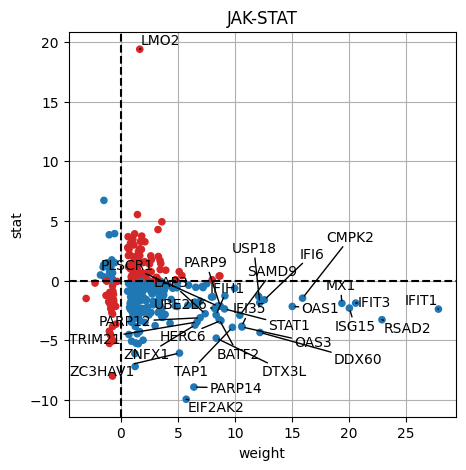 JAK-STAT
LMO2
20
15
10
5
0
−5
−10
stat
USP18
CMPK2
IFI6
PARP9
SAMD9
PLSCR1
LAP3
IFIH1
MX1
IFIT1
IFIT3
UBE2L6
IFI35
OAS1
PARP12
STAT1
ISG15
RSAD2
TRIM21
HERC6
OAS3
ZNFX1
BATF2
DDX60
ZC3HAV1
TAP1
DTX3L
PARP14
EIF2AK2
0
5
10
15
20
25
weight